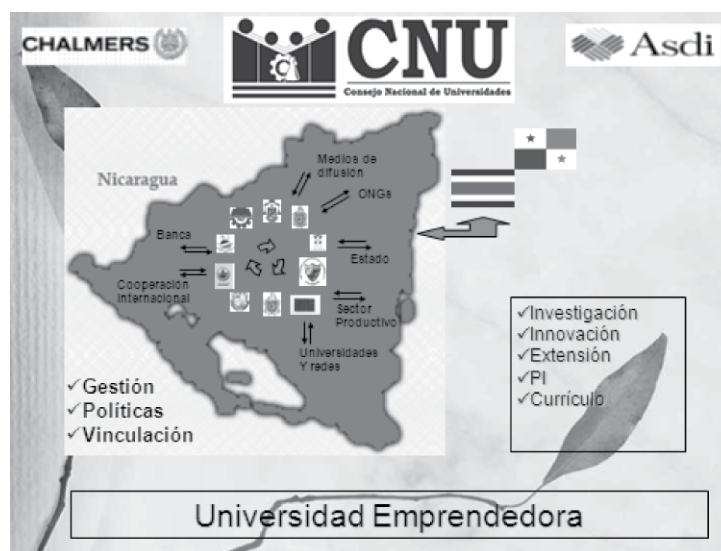 CHALMERS
CNU
Consejo Nacional de Universidades
Asdi
Nicaragua
Medios de
difusión
ONGs
Banca
Estado
Cooperación
Internacional
Sector
Productivo
Universidades
Y redes
✓Gestión
✓Políticas
✓Vinculación
✓Investigación
✓Innovación
✓Extensión
✓PI
✓Currículo
Universidad Emprendedora